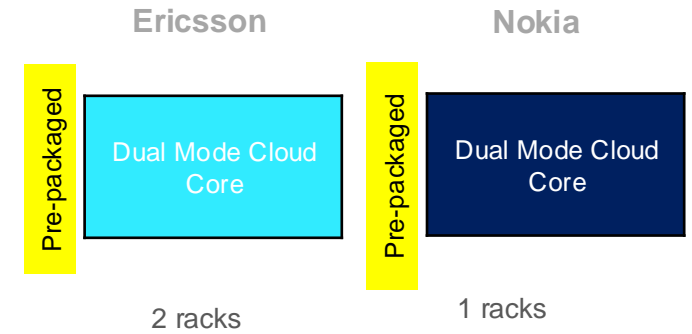 Ericsson
Nokia
Pre-packaged
Dual Mode Cloud
Core
Pre-packaged
Dual Mode Cloud
Core
2 racks
1 racks